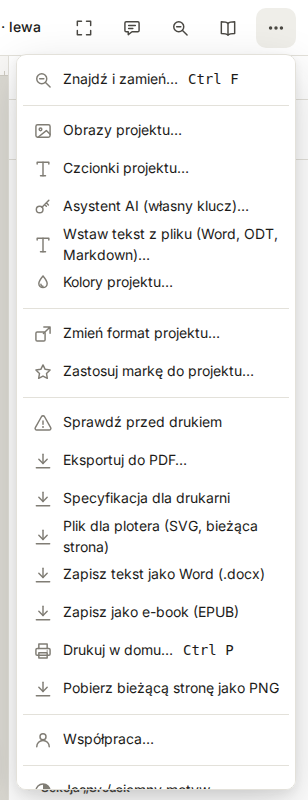 · lewa
Znajdź i zamień... Ctrl F
Obrazy projektu...
Czcionki projektu...
Asystent AI (własny klucz)...
Wstaw tekst z pliku (Word, ODT,
Markdown)...
Kolory projektu...
Zmień format projektu...
Zastosuj markę do projektu...
Sprawdź przed drukiem
Eksportuj do PDF...
Specyfikacja dla drukarni
Plik dla plotera (SVG, bieżąca
strona)
Zapisz tekst jako Word (.docx)
Zapisz jako e-book (EPUB)
Drukuj w domu... Ctrl P
Pobierz bieżącą stronę jako PNG
Współpraca...